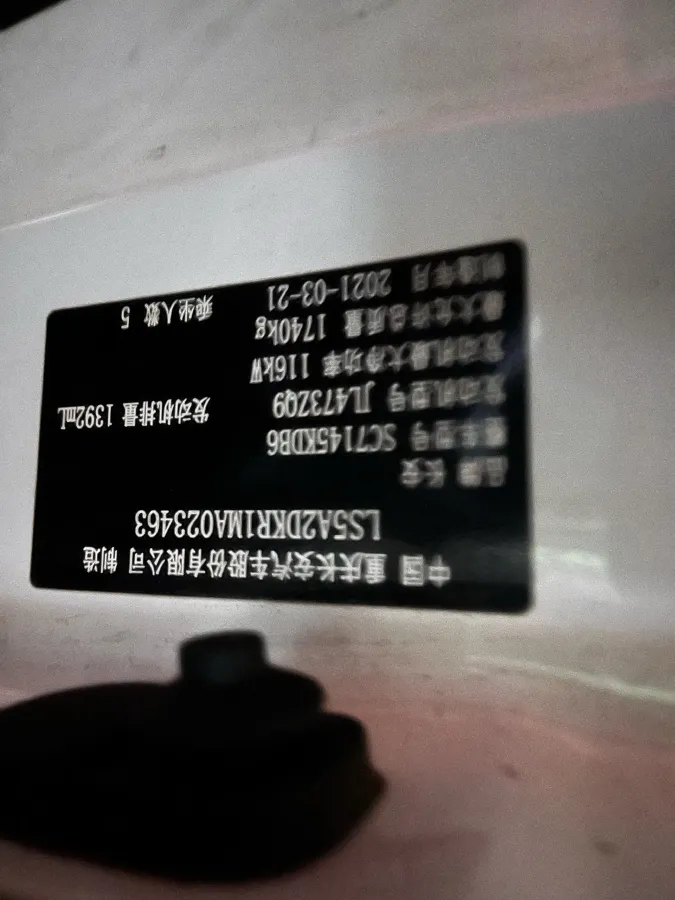 中国 重庆长安汽车股份有限公司 制造
LS5A2DKR1MA023463
品牌 长安
整车型号 SC7145KDB6
发动机型号 JL473ZQ9 发动机排量 1392mL
发动机最大净功率 116kW
最大允许总质量 1740kg
制造年月 2021-03-21 乘坐人数 5